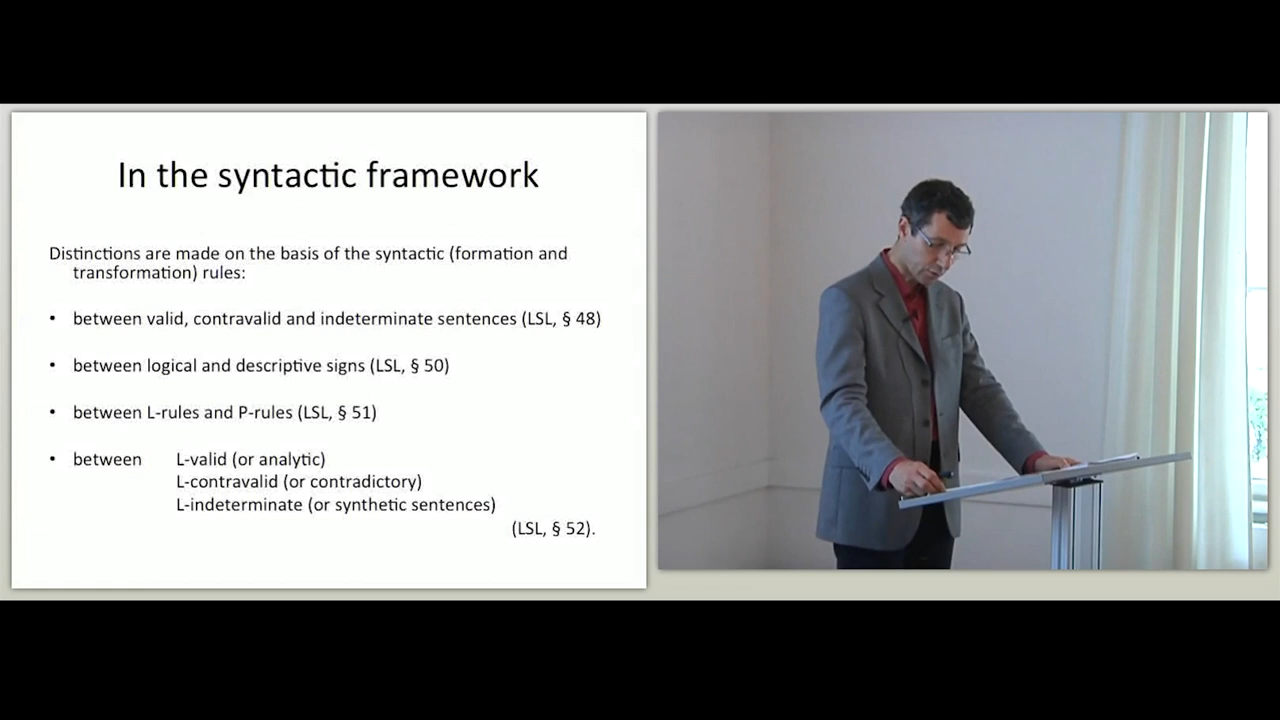 In the syntactic framework
Distinctions are made on the basis of the syntactic (formation and
transformation) rules:
• between valid, contravalid and indeterminate sentences (LSL, § 48)
• between logical and descriptive signs (LSL, § 50)
• between L-rules and P-rules (LSL, § 51)
• between L-valid (or analytic)
L-contravalid (or contradictory)
L-indeterminate (or synthetic sentences)
(LSL, § 52).